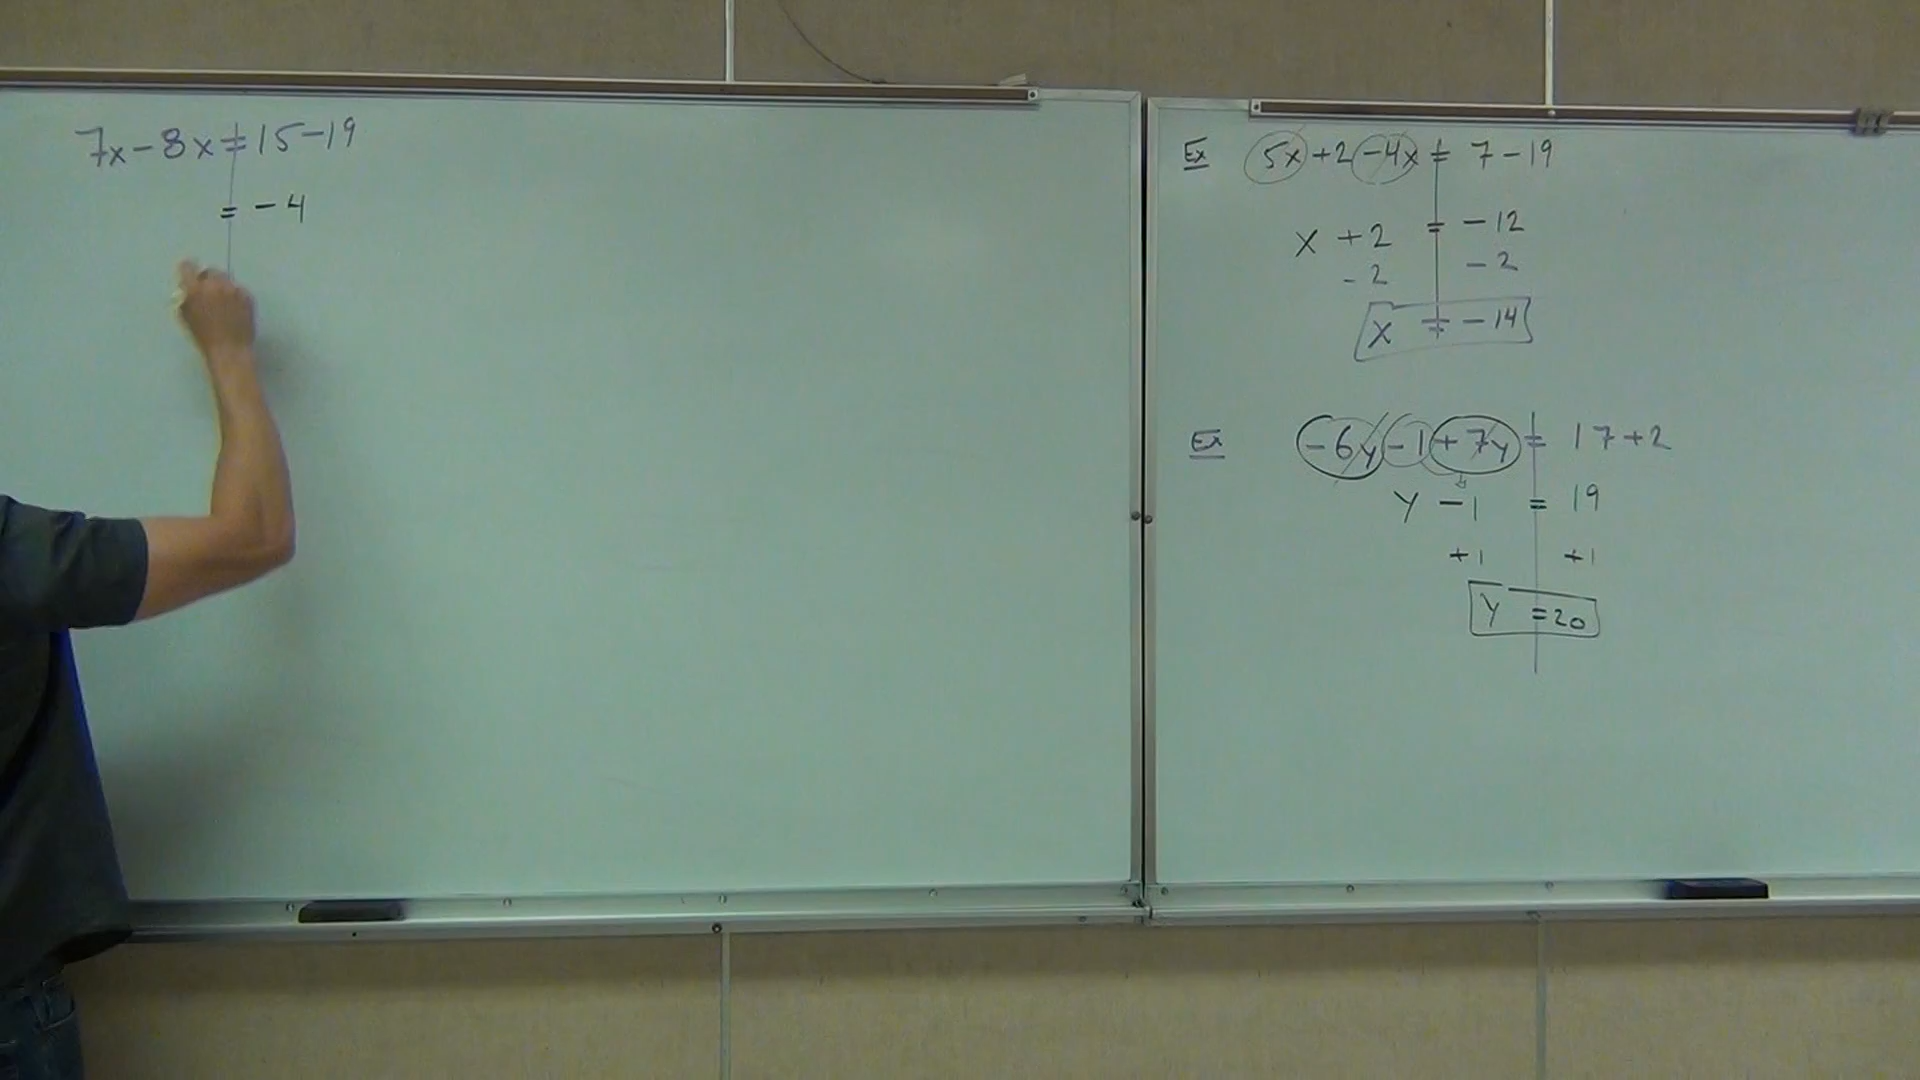 7x-8x=15-19
= -4
Ex 5x+2-4x = 7-19
x +2 = -12
-2 -2
x = -14
Ex -6y-1+7y = 17+2
y -1 = 19
+1 +1
y =20